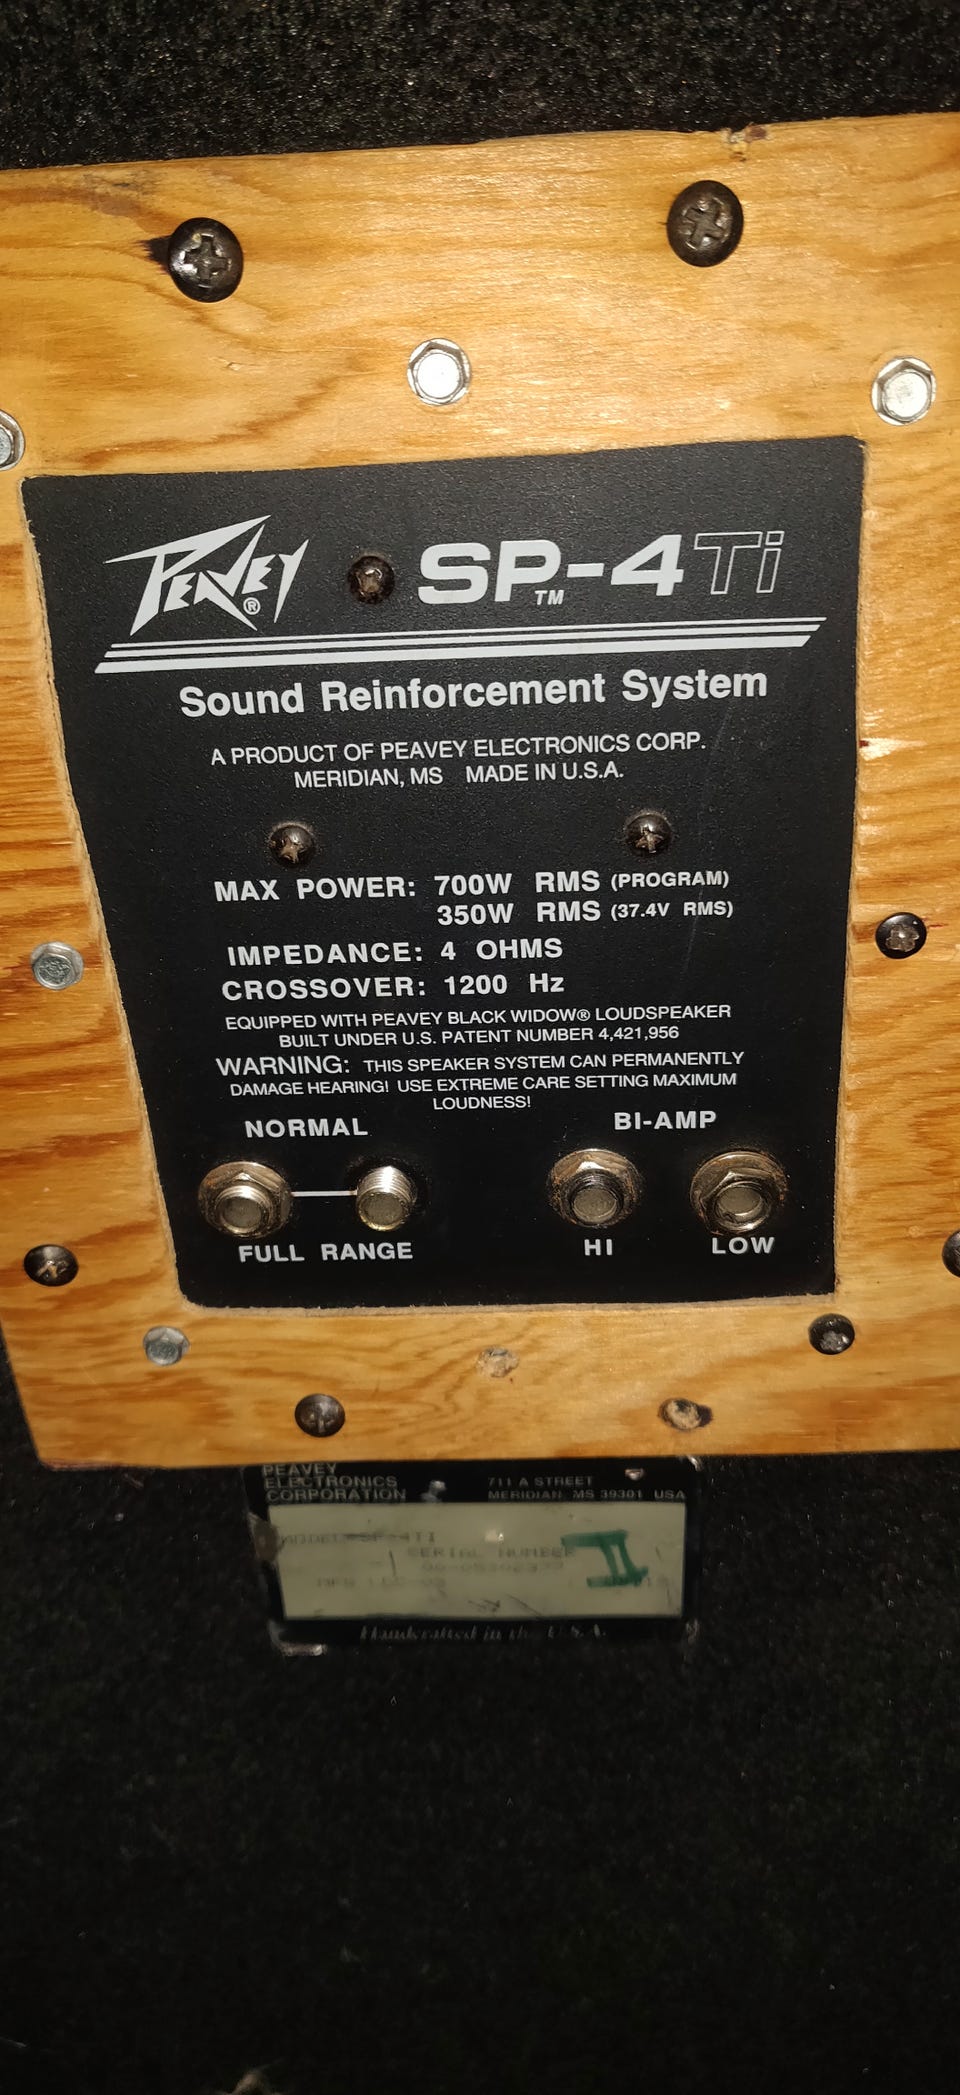 PEAVEY® SP™-4Ti
Sound Reinforcement System
A PRODUCT OF PEAVEY ELECTRONICS CORP.
MERIDIAN, MS MADE IN U.S.A.
MAX POWER: 700W RMS (PROGRAM)
350W RMS (37.4V RMS)
IMPEDANCE: 4 OHMS
CROSSOVER: 1200 Hz
EQUIPPED WITH PEAVEY BLACK WIDOW® LOUDSPEAKER
BUILT UNDER U.S. PATENT NUMBER 4,421,956
WARNING: THIS SPEAKER SYSTEM CAN PERMANENTLY
DAMAGE HEARING! USE EXTREME CARE SETTING MAXIMUM
LOUDNESS!
NORMAL BI-AMP
FULL RANGE HI LOW
PEAVEY
ELECTRONICS 711 A STREET
CORPORATION MERIDIAN, MS 39301 USA
MODEL SP-4TI
SERIAL NUMBER
II
Handcrafted in the U.S.A.